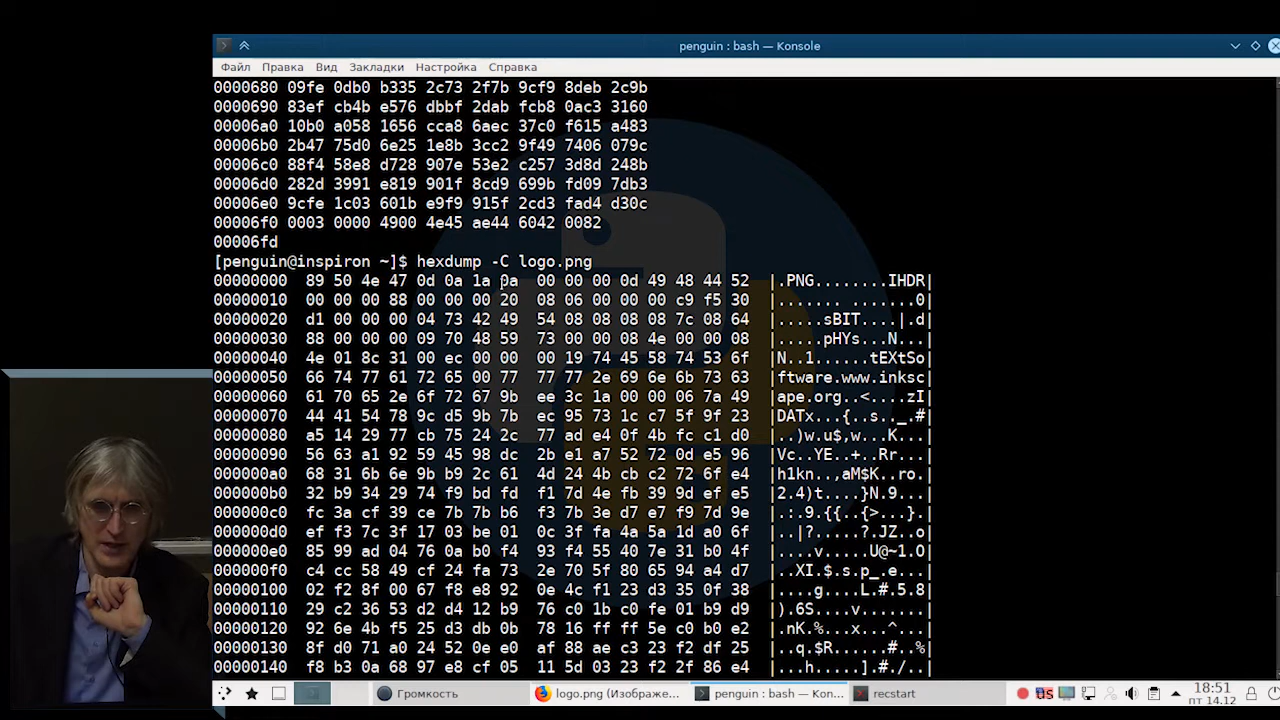 penguin : bash — Konsole
Файл Правка Вид Закладки Настройка Справка
0000680 09fe 0db0 b335 2c73 2f7b 9cf9 8deb 2c9b
0000690 83ef cb4b e576 dbbf 2dab fcb8 0ac3 3160
00006a0 10b0 a058 1656 cca8 6aec 37c0 f615 a483
00006b0 2b47 75d0 6e25 1e8b 3cc2 9f49 7406 079c
00006c0 88f4 58e8 d728 907e 53e2 c257 3d8d 248b
00006d0 282d 3991 e819 901f 8cd9 699b fd09 7db3
00006e0 9cfe 1c03 601b e9f9 915f 2cd3 fad4 d30c
00006f0 0003 0000 4900 4e45 ae44 6042 0082
00006fd
[penguin@inspiron ~]$ hexdump -C logo.png
00000000 89 50 4e 47 0d 0a 1a 0a 00 00 00 0d 49 48 44 52 |.PNG........IHDR|
00000010 00 00 00 88 00 00 00 20 08 06 00 00 00 c9 f5 30 |....... .......0|
00000020 d1 00 00 00 04 73 42 49 54 08 08 08 08 7c 08 64 |.....sBIT....|.d|
00000030 88 00 00 00 09 70 48 59 73 00 00 08 4e 00 00 08 |.....pHYs...N...|
00000040 4e 01 8c 31 00 ec 00 00 00 19 74 45 58 74 53 6f |N..1......tEXtSo|
00000050 66 74 77 61 72 65 00 77 77 77 2e 69 6e 6b 73 63 |ftware.www.inksc|
00000060 61 70 65 2e 6f 72 67 9b ee 3c 1a 00 00 06 7a 49 |ape.org..<....zI|
00000070 44 41 54 78 9c d5 9b 7b ec 95 73 1c c7 5f 9f 23 |DATx...{..s.._.#|
00000080 a5 14 29 77 cb 75 24 2c 77 ad e4 0f 4b fc c1 d0 |..)w.u$,w...K...|
00000090 56 63 a1 92 59 45 98 dc 2b e1 a7 52 72 0d e5 96 |Vc..YE..+..Rr...|
000000a0 68 31 6b 6e 9b b9 2c 61 4d 24 4b cb c2 72 6f e4 |h1kn..,aM$K..ro.|
000000b0 32 b9 34 29 74 f9 bd fd f1 7d 4e fb 39 9d ef e5 |2.4)t....}N.9...|
000000c0 fc 3a cf 39 ce 7b 7b b6 f3 7b 3e d7 e7 f9 7d 9e |.:.9.{{..{>...}.|
000000d0 ef f3 7c 3f 17 03 be 01 0c 3f fa 4a 5a 1d a0 6f |..|?.....?.JZ..o|
000000e0 85 99 ad 04 76 0a b0 f4 93 f4 55 40 7e 31 b0 4f |....v.....U@~1.O|
000000f0 c4 cc 58 49 cf 24 fa 73 2e 70 5f 80 65 94 a4 d7 |..XI.$.s.p_.e...|
00000100 02 f2 8f 00 67 f8 e8 92 0e 4c f1 23 d3 35 0f 38 |....g....L.#.5.8|
00000110 29 c2 36 53 d2 d4 12 b9 76 c0 1b c0 fe 01 b9 d9 |).6S....v.......|
00000120 92 6e 4b f5 25 d3 db 0b 78 16 ff ff 5e c0 b0 e2 |.nK.%...x...^...|
00000130 8f d0 71 a0 24 52 0e e0 af 88 ae c3 23 f2 df 25 |..q.$R......#..%|
00000140 f8 b3 0a 68 97 e8 cf 05 11 5d 03 23 f2 2f 86 e4 |...h.....].#./..|
Громкость
logo.png (Изображе...
penguin : bash — Kon...
recstart
US
18:51
пт 14.12